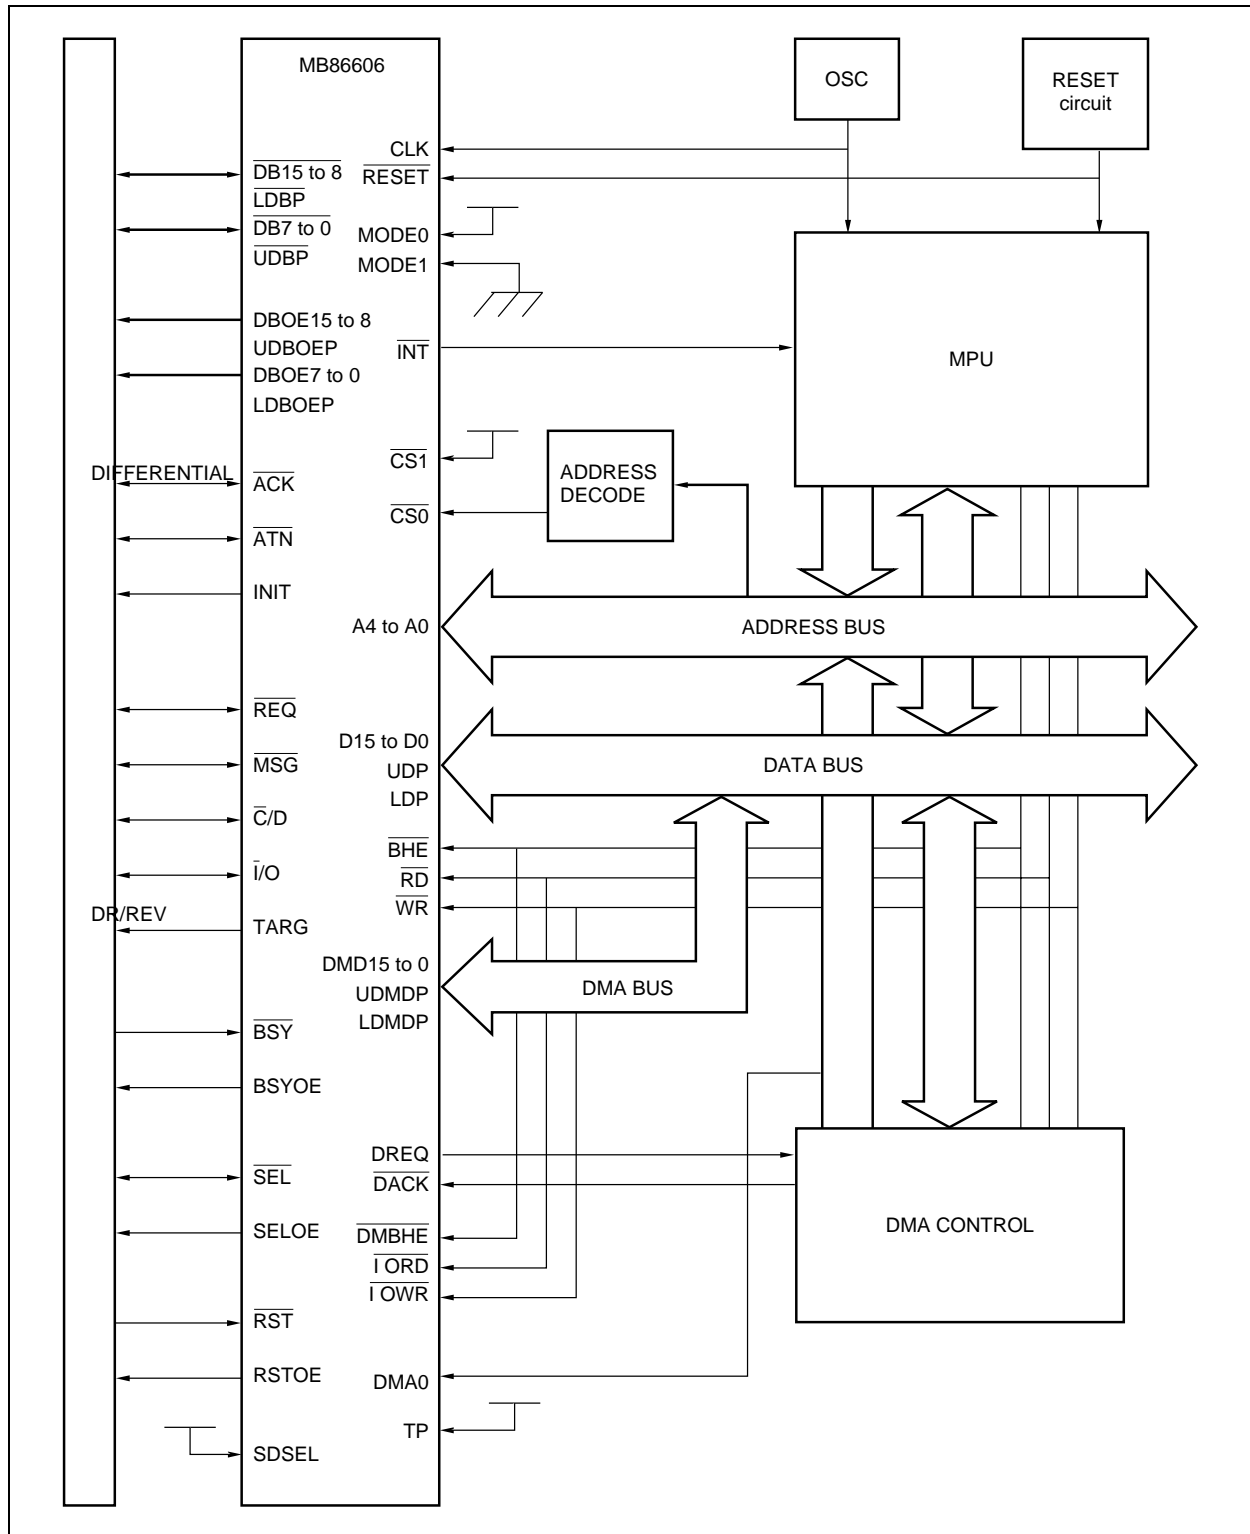 MB86606
OSC
RESET
circuit
CLK
RESET
DB15 to 8
LDBP
DB7 to 0
UDBP
MODE0
MODE1
DBOE15 to 8
UDBOEP
DBOE7 to 0
LDBOEP
INT
MPU
CS1
ADDRESS
DECODE
DIFFERENTIAL
ACK
CS0
ATN
INIT
A4 to A0
ADDRESS BUS
REQ
D15 to D0
UDP
LDP
DATA BUS
MSG
C/D
BHE
I/O
RD
WR
DR/REV
TARG
DMD15 to 0
UDMDP
LDMDP
DMA BUS
BSY
BSYOE
DREQ
DACK
SEL
SELOE
DMBHE
I ORD
I OWR
DMA CONTROL
RST
RSTOE
DMA0
TP
SDSEL